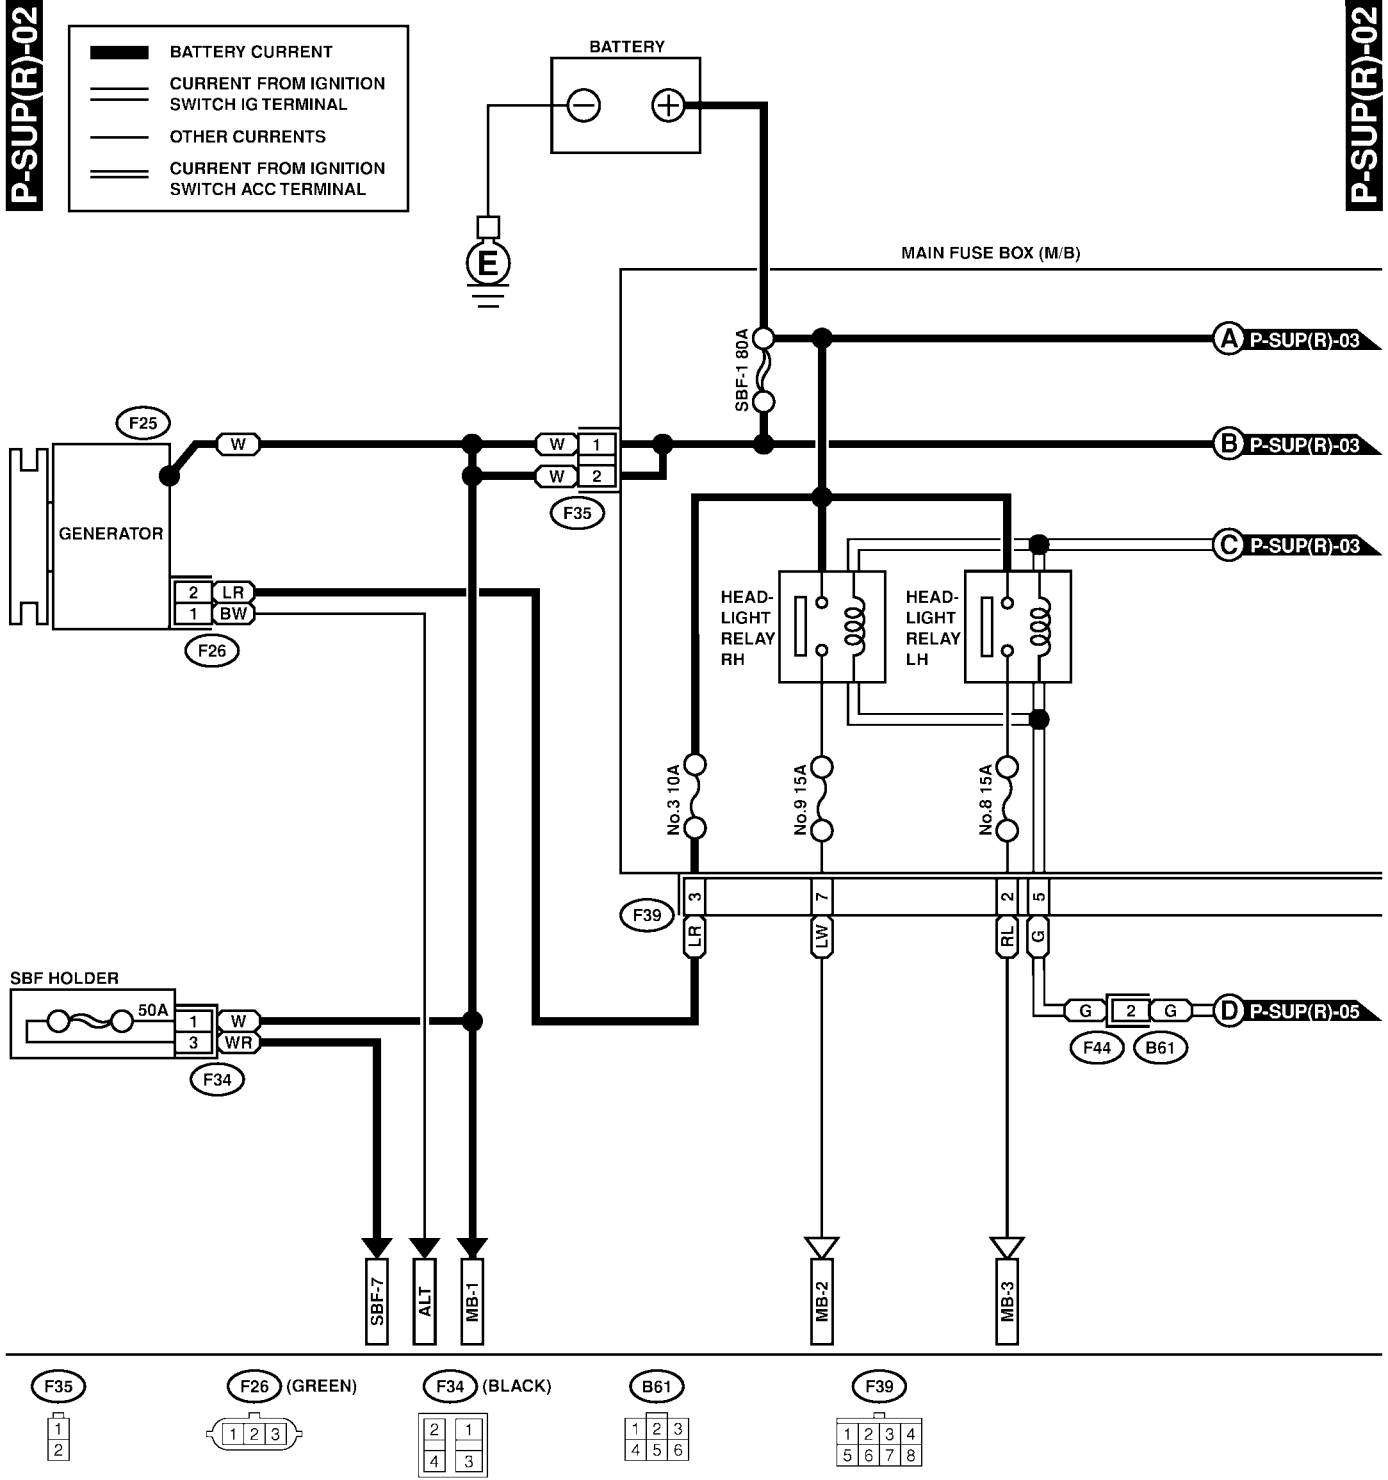 P-SUP(R)-02
P-SUP(R)-02
BATTERY CURRENT
CURRENT FROM IGNITION
SWITCH IG TERMINAL
OTHER CURRENTS
CURRENT FROM IGNITION
SWITCH ACC TERMINAL
BATTERY
− +
E
MAIN FUSE BOX (M/B)
SBF-1 80A
A P-SUP(R)-03
F25
W
W 1
B P-SUP(R)-03
W 2
F35
GENERATOR
C P-SUP(R)-03
2 LR
1 BW
F26
HEAD-
LIGHT
RELAY
RH
HEAD-
LIGHT
RELAY
LH
No.3 10A
No.9 15A
No.8 15A
F39
3
7
2
5
LR
LW
RL
G
SBF HOLDER
50A
1 W
3 WR
F34
G 2 G
D P-SUP(R)-05
F44 B61
SBF-7
ALT
MB-1
MB-2
MB-3
F35
1
2
F26 (GREEN)
1 2 3
F34 (BLACK)
2 1
4 3
B61
1 2 3
4 5 6
F39
1 2 3 4
5 6 7 8